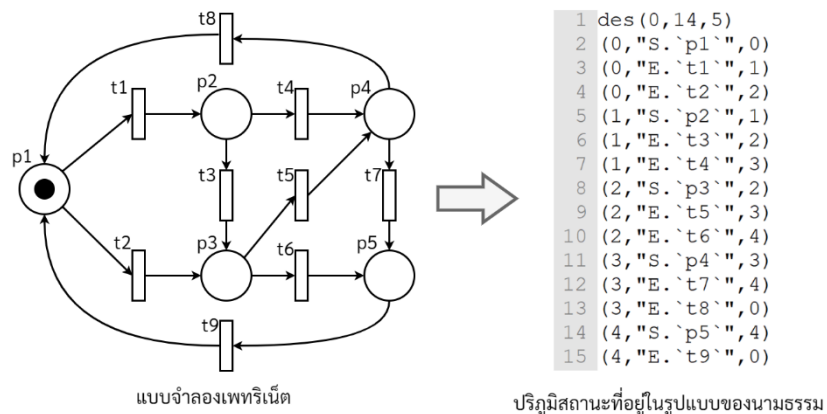 t8
t1
p2
t4
p4
p1
t3
t5
t7
t2
p3
t6
p5
t9
แบบจำลองเพทริเน็ต
1 des(0,14,5)
2 (0,"S.`p1`",0)
3 (0,"E.`t1`",1)
4 (0,"E.`t2`",2)
5 (1,"S.`p2`",1)
6 (1,"E.`t3`",2)
7 (1,"E.`t4`",3)
8 (2,"S.`p3`",2)
9 (2,"E.`t5`",3)
10 (2,"E.`t6`",4)
11 (3,"S.`p4`",3)
12 (3,"E.`t7`",4)
13 (3,"E.`t8`",0)
14 (4,"S.`p5`",4)
15 (4,"E.`t9`",0)
ปริภูมิสถานะที่อยู่ในรูปแบบของนามธรรม